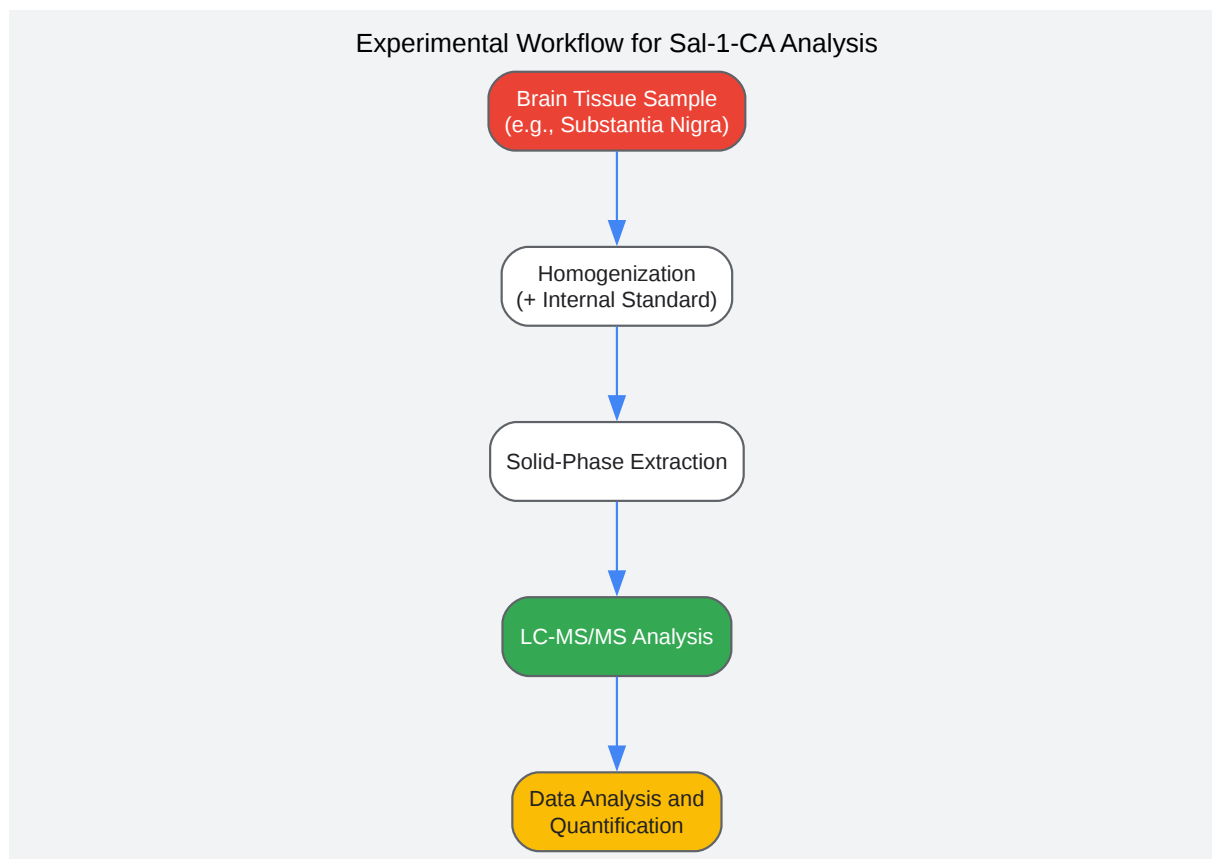 Experimental Workflow for Sal-1-CA Analysis
Brain Tissue Sample
(e.g., Substantia Nigra)
Homogenization
(+ Internal Standard)
Solid-Phase Extraction
LC-MS/MS Analysis
Data Analysis and
Quantification